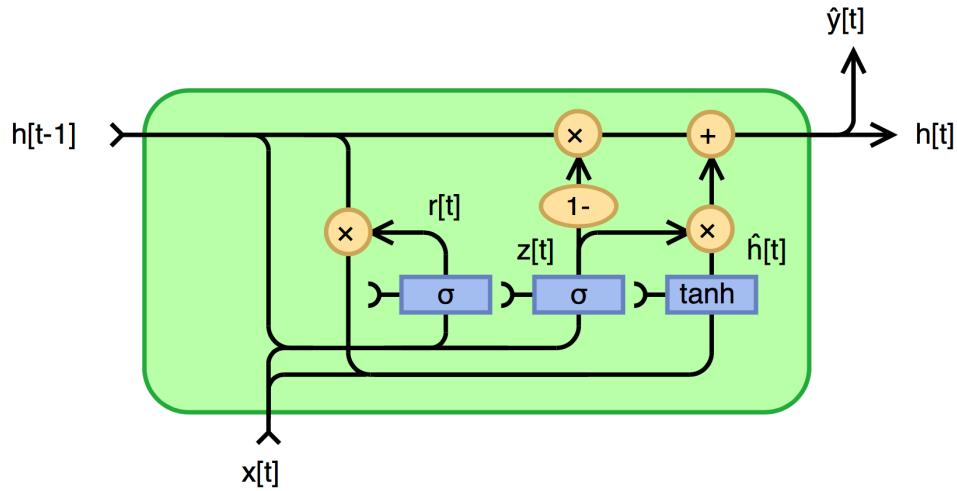 ŷ[t]
h[t-1]
×
+
h[t]
1-
r[t]
×
×
z[t]
ĥ[t]
σ
σ
tanh
x[t]